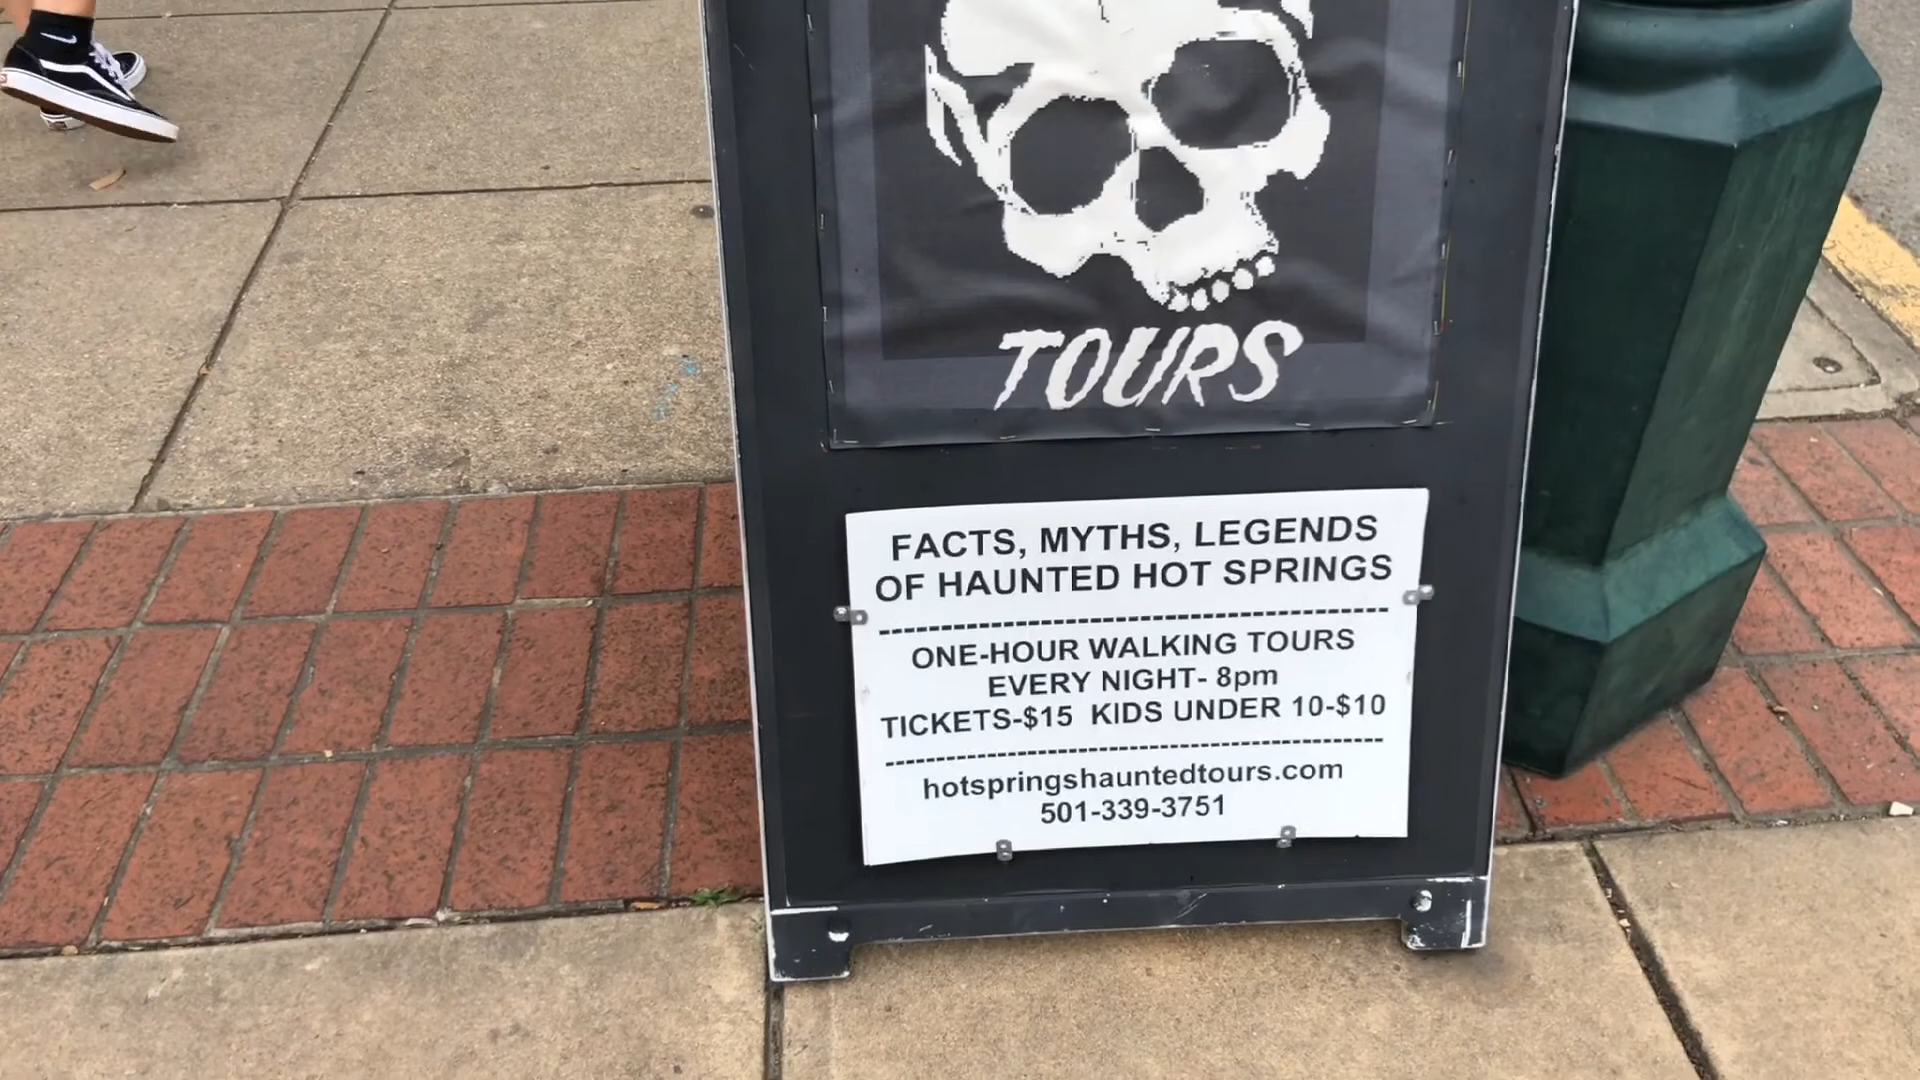 TOURS
FACTS, MYTHS, LEGENDS
OF HAUNTED HOT SPRINGS
ONE-HOUR WALKING TOURS
EVERY NIGHT- 8pm
TICKETS-$15 KIDS UNDER 10-$10
hotspringshauntedtours.com
501-339-3751